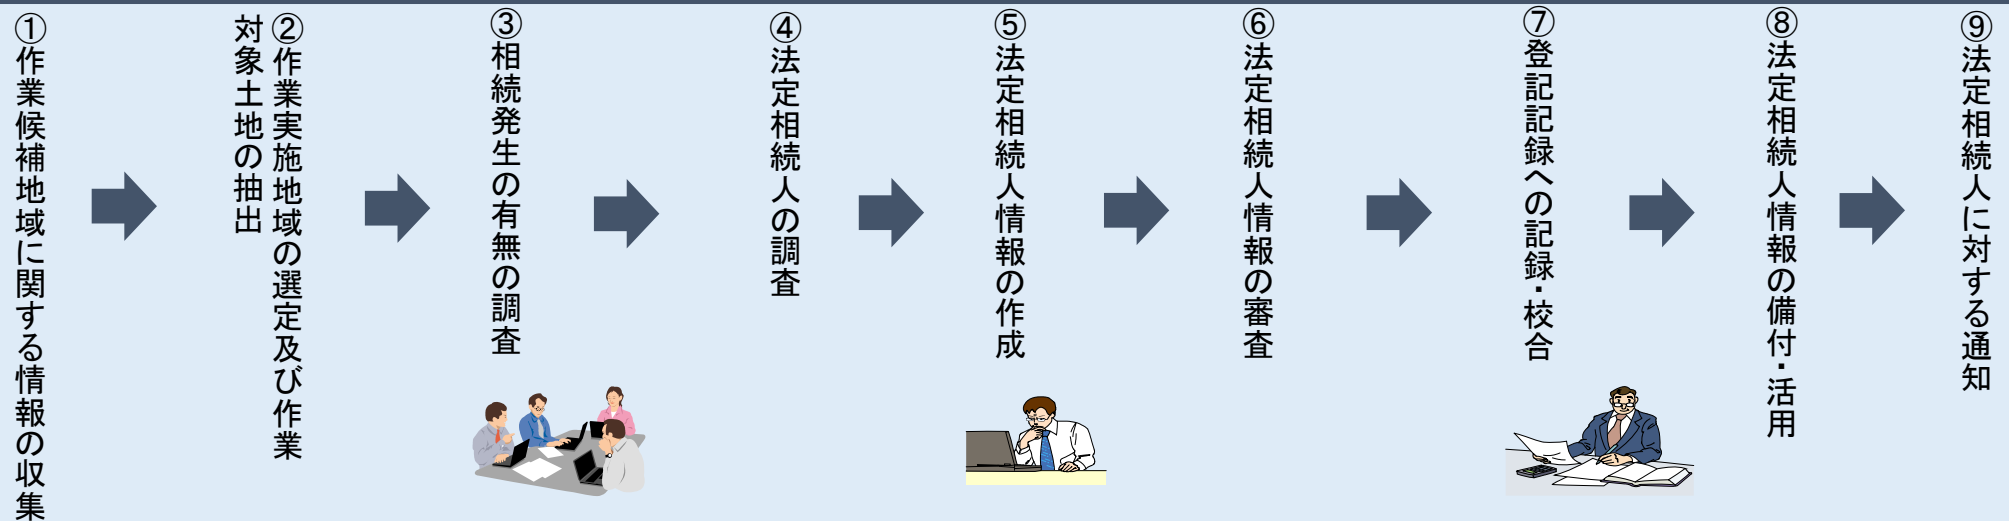 ①作業候補地域に関する情報の収集
②作業実施地域の選定及び作業
対象土地の抽出
③相続発生の有無の調査
④法定相続人の調査
⑤法定相続人情報の作成
⑥法定相続人情報の審査
⑦登記記録への記録・校合
⑧法定相続人情報の備付・活用
⑨法定相続人に対する通知